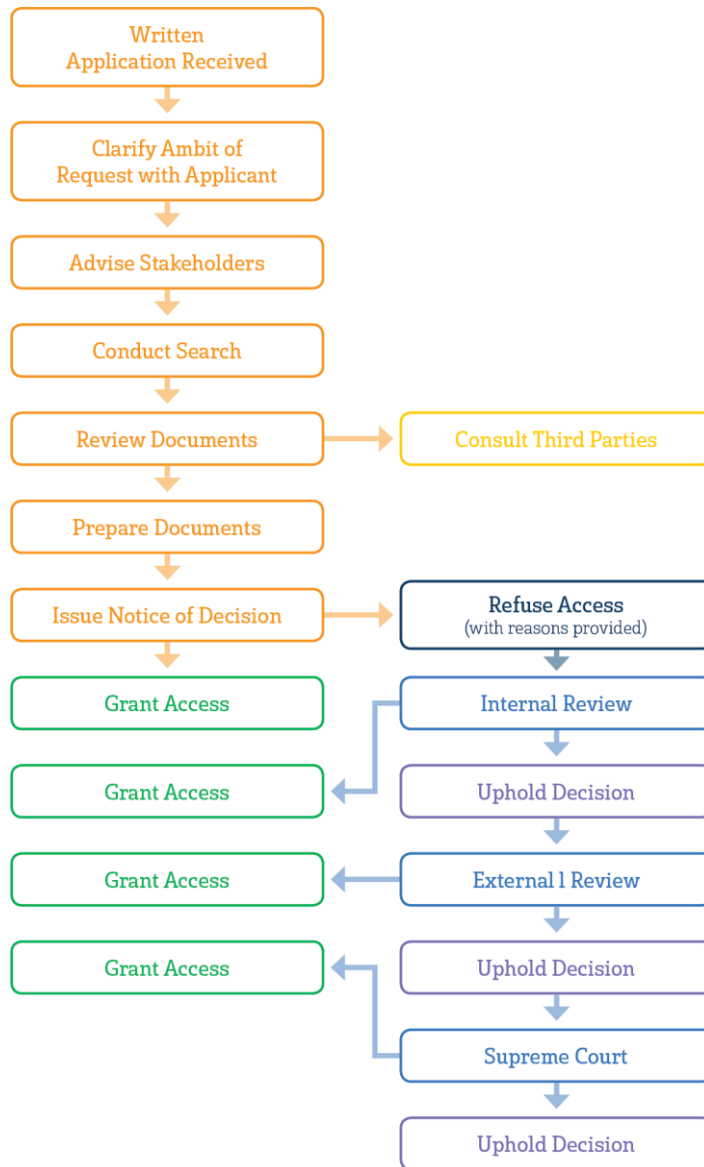 Written
Application Received
Clarify Ambit of
Request with Applicant
Advise Stakeholders
Conduct Search
Review Documents
Consult Third Parties
Prepare Documents
Issue Notice of Decision
Refuse Access
(with reasons provided)
Grant Access
Internal Review
Grant Access
Uphold Decision
Grant Access
External l Review
Grant Access
Uphold Decision
Supreme Court
Uphold Decision